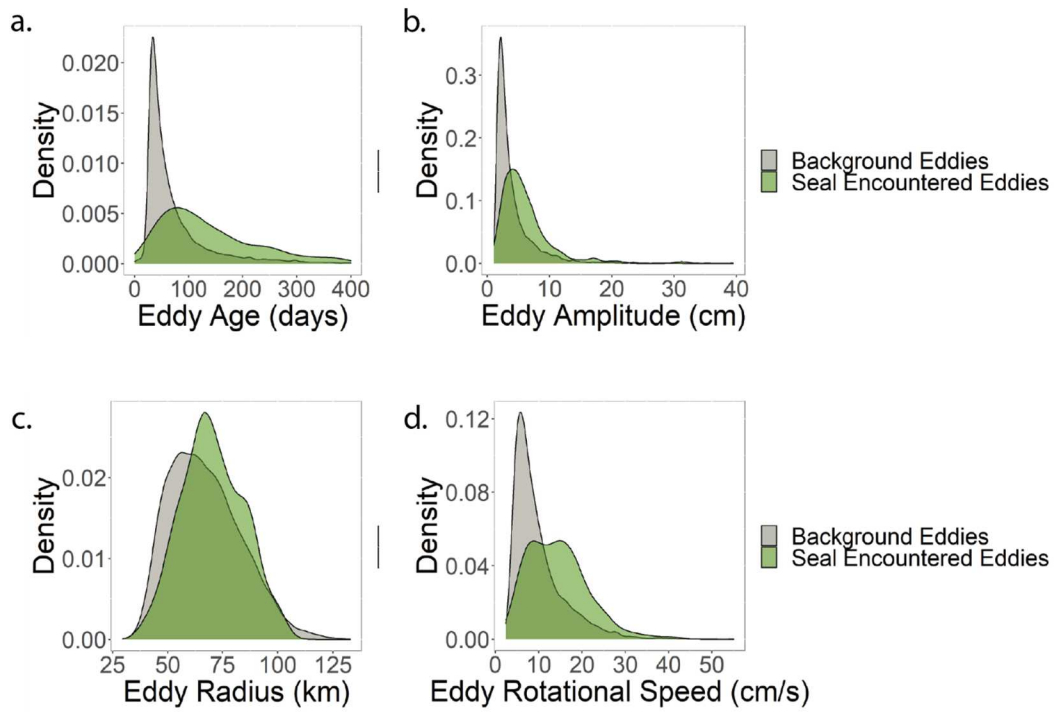 a.
Density
0.020
0.015
0.010
0.005
0.000
0 100 200 300 400
Eddy Age (days)
b.
Density
0.3
0.2
0.1
0.0
0 10 20 30 40
Eddy Amplitude (cm)
Background Eddies
Seal Encountered Eddies
c.
Density
0.02
0.01
0.00
25 50 75 100 125
Eddy Radius (km)
d.
Density
0.12
0.08
0.04
0.00
0 10 20 30 40 50
Eddy Rotational Speed (cm/s)
Background Eddies
Seal Encountered Eddies